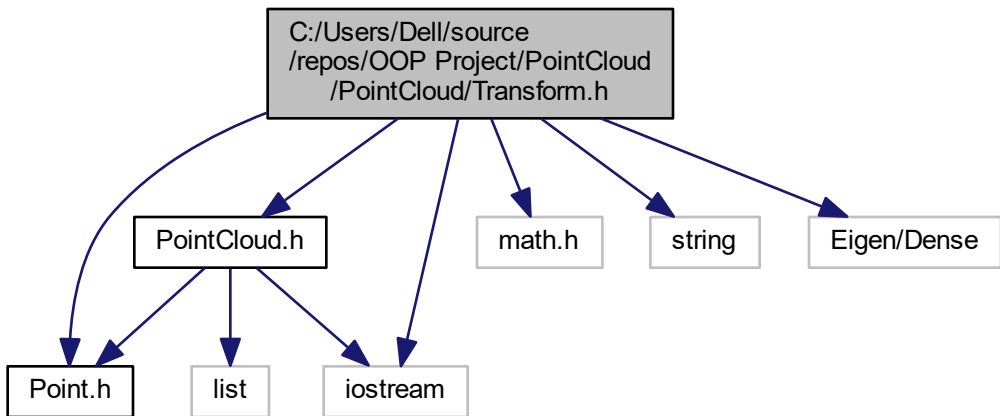 C:/Users/Dell/source
/repos/OOP Project/PointCloud
/PointCloud/Transform.h
PointCloud.h
math.h
string
Eigen/Dense
Point.h
list
iostream